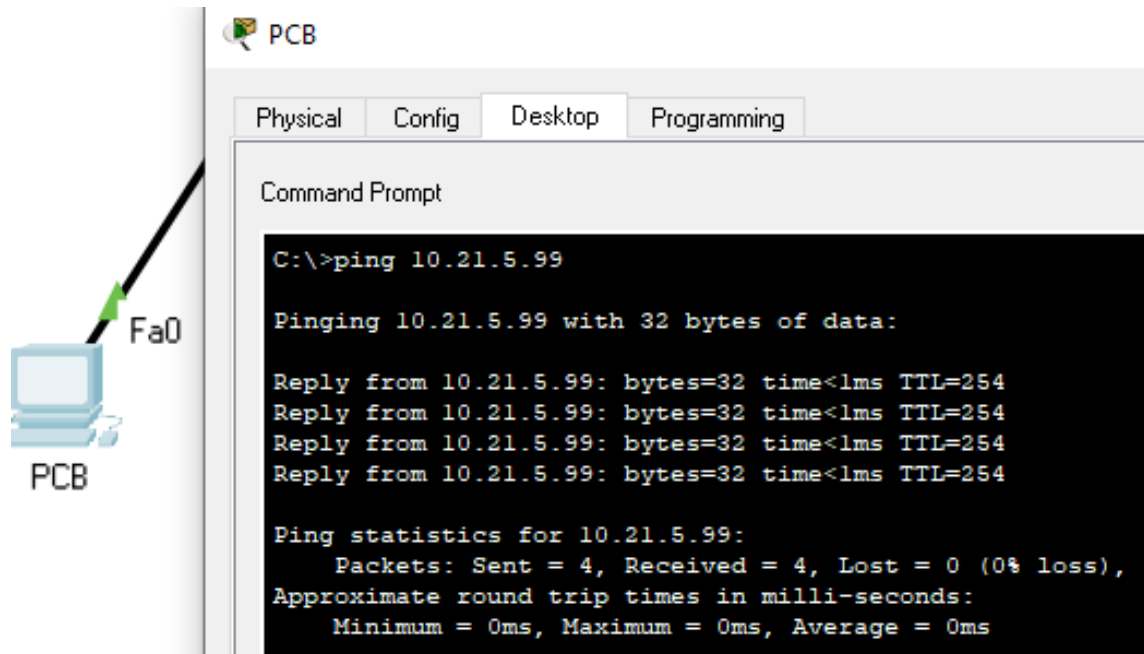 PCB
Physical Config Desktop Programming
Command Prompt
C:\>ping 10.21.5.99
Pinging 10.21.5.99 with 32 bytes of data:
Reply from 10.21.5.99: bytes=32 time<1ms TTL=254
Reply from 10.21.5.99: bytes=32 time<1ms TTL=254
Reply from 10.21.5.99: bytes=32 time<1ms TTL=254
Reply from 10.21.5.99: bytes=32 time<1ms TTL=254
Ping statistics for 10.21.5.99:
Packets: Sent = 4, Received = 4, Lost = 0 (0% loss),
Approximate round trip times in milli-seconds:
Minimum = 0ms, Maximum = 0ms, Average = 0ms
Fa0
PCB